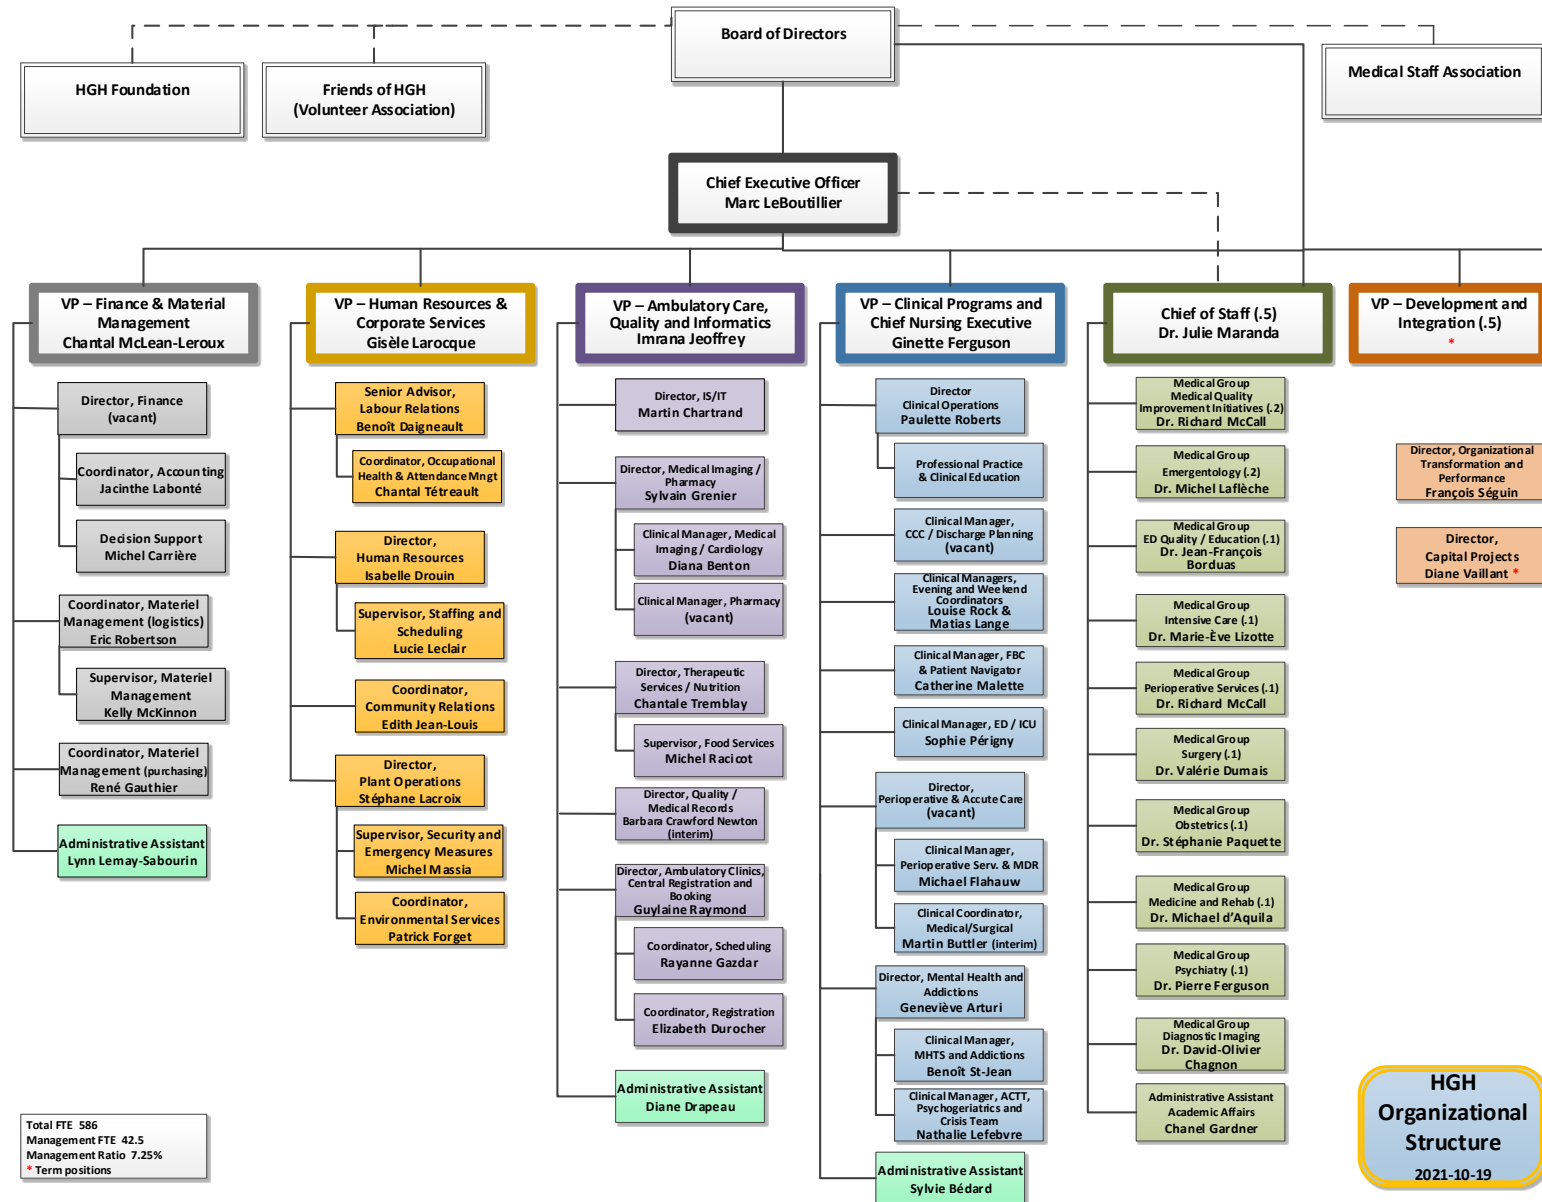 Board of Directors
HGH Foundation
Friends of HGH
(Volunteer Association)
Medical Staff Association
Chief Executive Officer
Marc LeBoutillier
VP – Finance & Material
Management
Chantal McLean-Leroux
Director, Finance
(vacant)
Coordinator, Accounting
Jacinthe Labonté
Decision Support
Michel Carrière
Coordinator, Materiel
Management (logistics)
Eric Robertson
Supervisor, Materiel
Management
Kelly McKinnon
Coordinator, Materiel
Management (purchasing)
René Gauthier
Administrative Assistant
Lynn Lemay-Sabourin
VP – Human Resources &
Corporate Services
Gisèle Larocque
Senior Advisor,
Labour Relations
Benoît Daigneault
Coordinator, Occupational
Health & Attendance Mngt
Chantal Tétreault
Director,
Human Resources
Isabelle Drouin
Supervisor, Staffing and
Scheduling
Lucie Leclair
Coordinator,
Community Relations
Edith Jean-Louis
Director,
Plant Operations
Stéphane Lacroix
Supervisor, Security and
Emergency Measures
Michel Massia
Coordinator,
Environmental Services
Patrick Forget
VP – Ambulatory Care,
Quality and Informatics
Imrana Jeoffrey
Director, IS/IT
Martin Chartrand
Director, Medical Imaging /
Pharmacy
Sylvain Grenier
Clinical Manager, Medical
Imaging / Cardiology
Diana Benton
Clinical Manager, Pharmacy
(vacant)
Director, Therapeutic
Services / Nutrition
Chantale Tremblay
Supervisor, Food Services
Michel Racicot
Director, Quality /
Medical Records
Barbara Crawford Newton
(interim)
Director, Ambulatory Clinics,
Central Registration and
Booking
Guylaine Raymond
Coordinator, Scheduling
Rayanne Gazdar
Coordinator, Registration
Elizabeth Durocher
Administrative Assistant
Diane Drapeau
VP – Clinical Programs and
Chief Nursing Executive
Ginette Ferguson
Director
Clinical Operations
Paulette Roberts
Professional Practice
& Clinical Education
Clinical Manager,
CCC / Discharge Planning
(vacant)
Clinical Managers,
Evening and Weekend
Coordinators
Louise Rock &
Matias Lange
Clinical Manager, FBC
& Patient Navigator
Catherine Malette
Clinical Manager, ED / ICU
Sophie Périgny
Director,
Perioperative & Accute Care
(vacant)
Clinical Manager,
Perioperative Serv. & MDR
Michael Flahauw
Clinical Coordinator,
Medical/Surgical
Martin Buttler (interim)
Director, Mental Health and
Addictions
Geneviève Arturi
Clinical Manager,
MHTS and Addictions
Benoît St-Jean
Clinical Manager, ACTT,
Psychogeriatrics and
Crisis Team
Nathalie Lefebvre
Administrative Assistant
Sylvie Bédard
Chief of Staff (.5)
Dr. Julie Maranda
Medical Group
Medical Quality
Improvement Initiatives (.2)
Dr. Richard McCall
Medical Group
Emergentology (.2)
Dr. Michel Laflèche
Medical Group
ED Quality / Education (.1)
Dr. Jean-François
Borduas
Medical Group
Intensive Care (.1)
Dr. Marie-Ève Lizotte
Medical Group
Perioperative Services (.1)
Dr. Richard McCall
Medical Group
Surgery (.1)
Dr. Valérie Dumais
Medical Group
Obstetrics (.1)
Dr. Stéphanie Paquette
Medical Group
Medicine and Rehab (.1)
Dr. Michael d'Aquila
Medical Group
Psychiatry (.1)
Dr. Pierre Ferguson
Medical Group
Diagnostic Imaging
Dr. David-Olivier
Chagnon
Administrative Assistant
Academic Affairs
Chanel Gardner
VP – Development and
Integration (.5)
*
Director, Organizational
Transformation and
Performance
François Séguin
Director,
Capital Projects
Diane Vaillant *
Total FTE 586
Management FTE 42.5
Management Ratio 7.25%
* Term positions
HGH
Organizational
Structure
2021-10-19